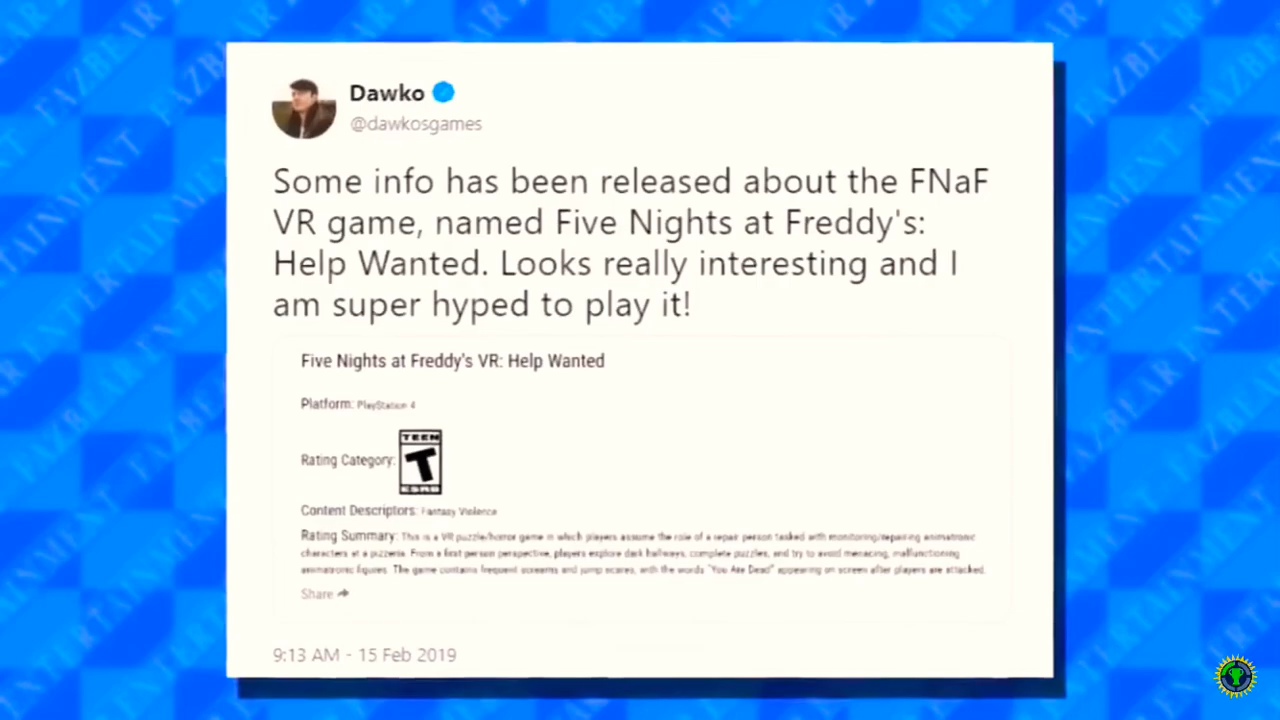 Dawko
@dawkosgames
Some info has been released about the FNaF
VR game, named Five Nights at Freddy's:
Help Wanted. Looks really interesting and I
am super hyped to play it!
Five Nights at Freddy's VR: Help Wanted
Platform: PlayStation 4
TEEN
T
ESRB
Rating Category:
Content Descriptors: Fantasy Violence
Rating Summary: This is a VR puzzle/horror game in which players assume the role of a repair person tasked with monitoring/repairing animatronic
characters at a pizzeria. From a first person perspective, players explore dark hallways, complete puzzles, and try to avoid menacing, malfunctioning
animatronic figures. The game contains frequent screams and jump scares, with the words "You Are Dead" appearing on screen after players are attacked.
Share
9:13 AM - 15 Feb 2019
FAZBEAR ENTERTAINMENT